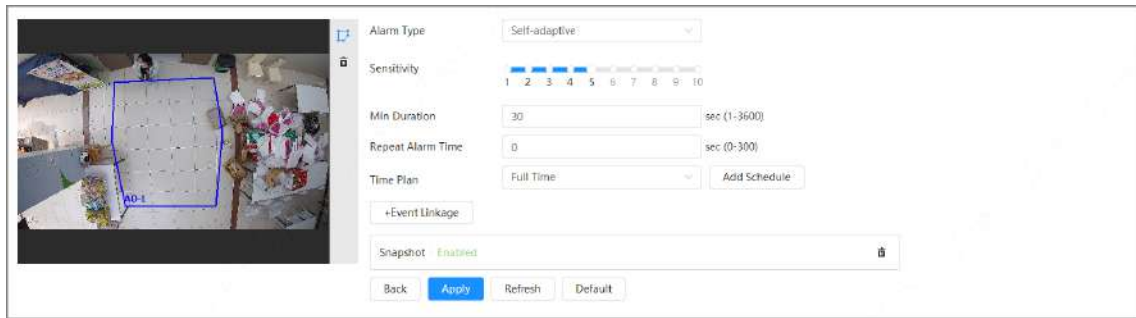 Alarm Type Self-adaptive
Sensitivity
1 2 3 4 5 6 7 8 9 10
Min Duration 30 sec (1-3600)
Repeat Alarm Time 0 sec (0-300)
Time Plan Full Time Add Schedule
+Event Linkage
AO-1
Snapshot Enabled
Back Apply Refresh Default